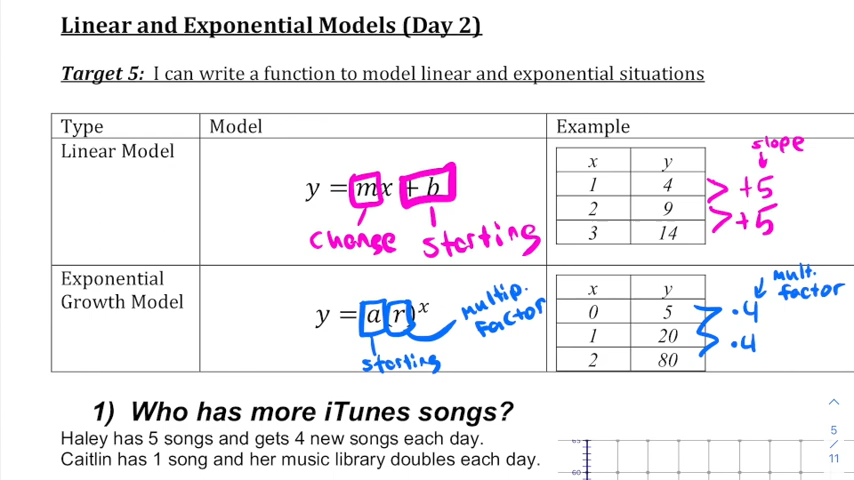 Linear and Exponential Models (Day 2)
Target 5: I can write a function to model linear and exponential situations
Type Model Example
Linear Model
y = mx + b
change starting
slope
x y
1 4
2 9
3 14
+5
+5
Exponential
Growth Model
y = a(r)^x
starting
multip.
factor
x y
0 5
1 20
2 80
mult.
factor
·4
·4
1) Who has more iTunes songs?
Haley has 5 songs and gets 4 new songs each day.
Caitlin has 1 song and her music library doubles each day.
65
60
5
/
11